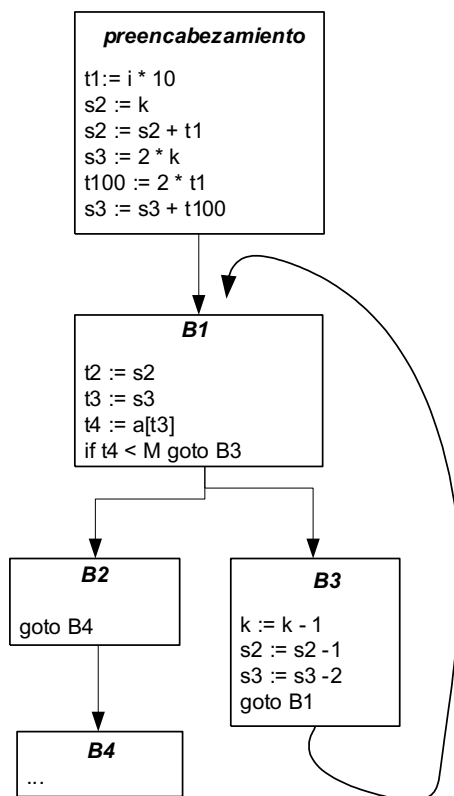 preencabezamiento
t1:= i * 10
s2 := k
s2 := s2 + t1
s3 := 2 * k
t100 := 2 * t1
s3 := s3 + t100
B1
t2 := s2
t3 := s3
t4 := a[t3]
if t4 < M goto B3
B2
goto B4
B3
k := k - 1
s2 := s2 -1
s3 := s3 -2
goto B1
B4
...